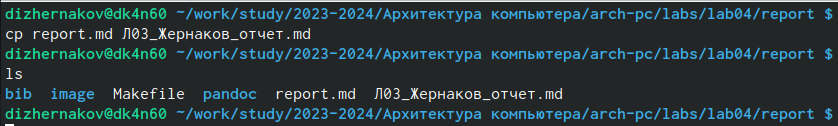 dizhernakov@dk4n60 ~/work/study/2023-2024/Архитектура компьютера/arch-pc/labs/lab04/report $
cp report.md Л03_Жернаков_отчет.md
dizhernakov@dk4n60 ~/work/study/2023-2024/Архитектура компьютера/arch-pc/labs/lab04/report $
ls
bib image Makefile pandoc report.md Л03_Жернаков_отчет.md
dizhernakov@dk4n60 ~/work/study/2023-2024/Архитектура компьютера/arch-pc/labs/lab04/report $